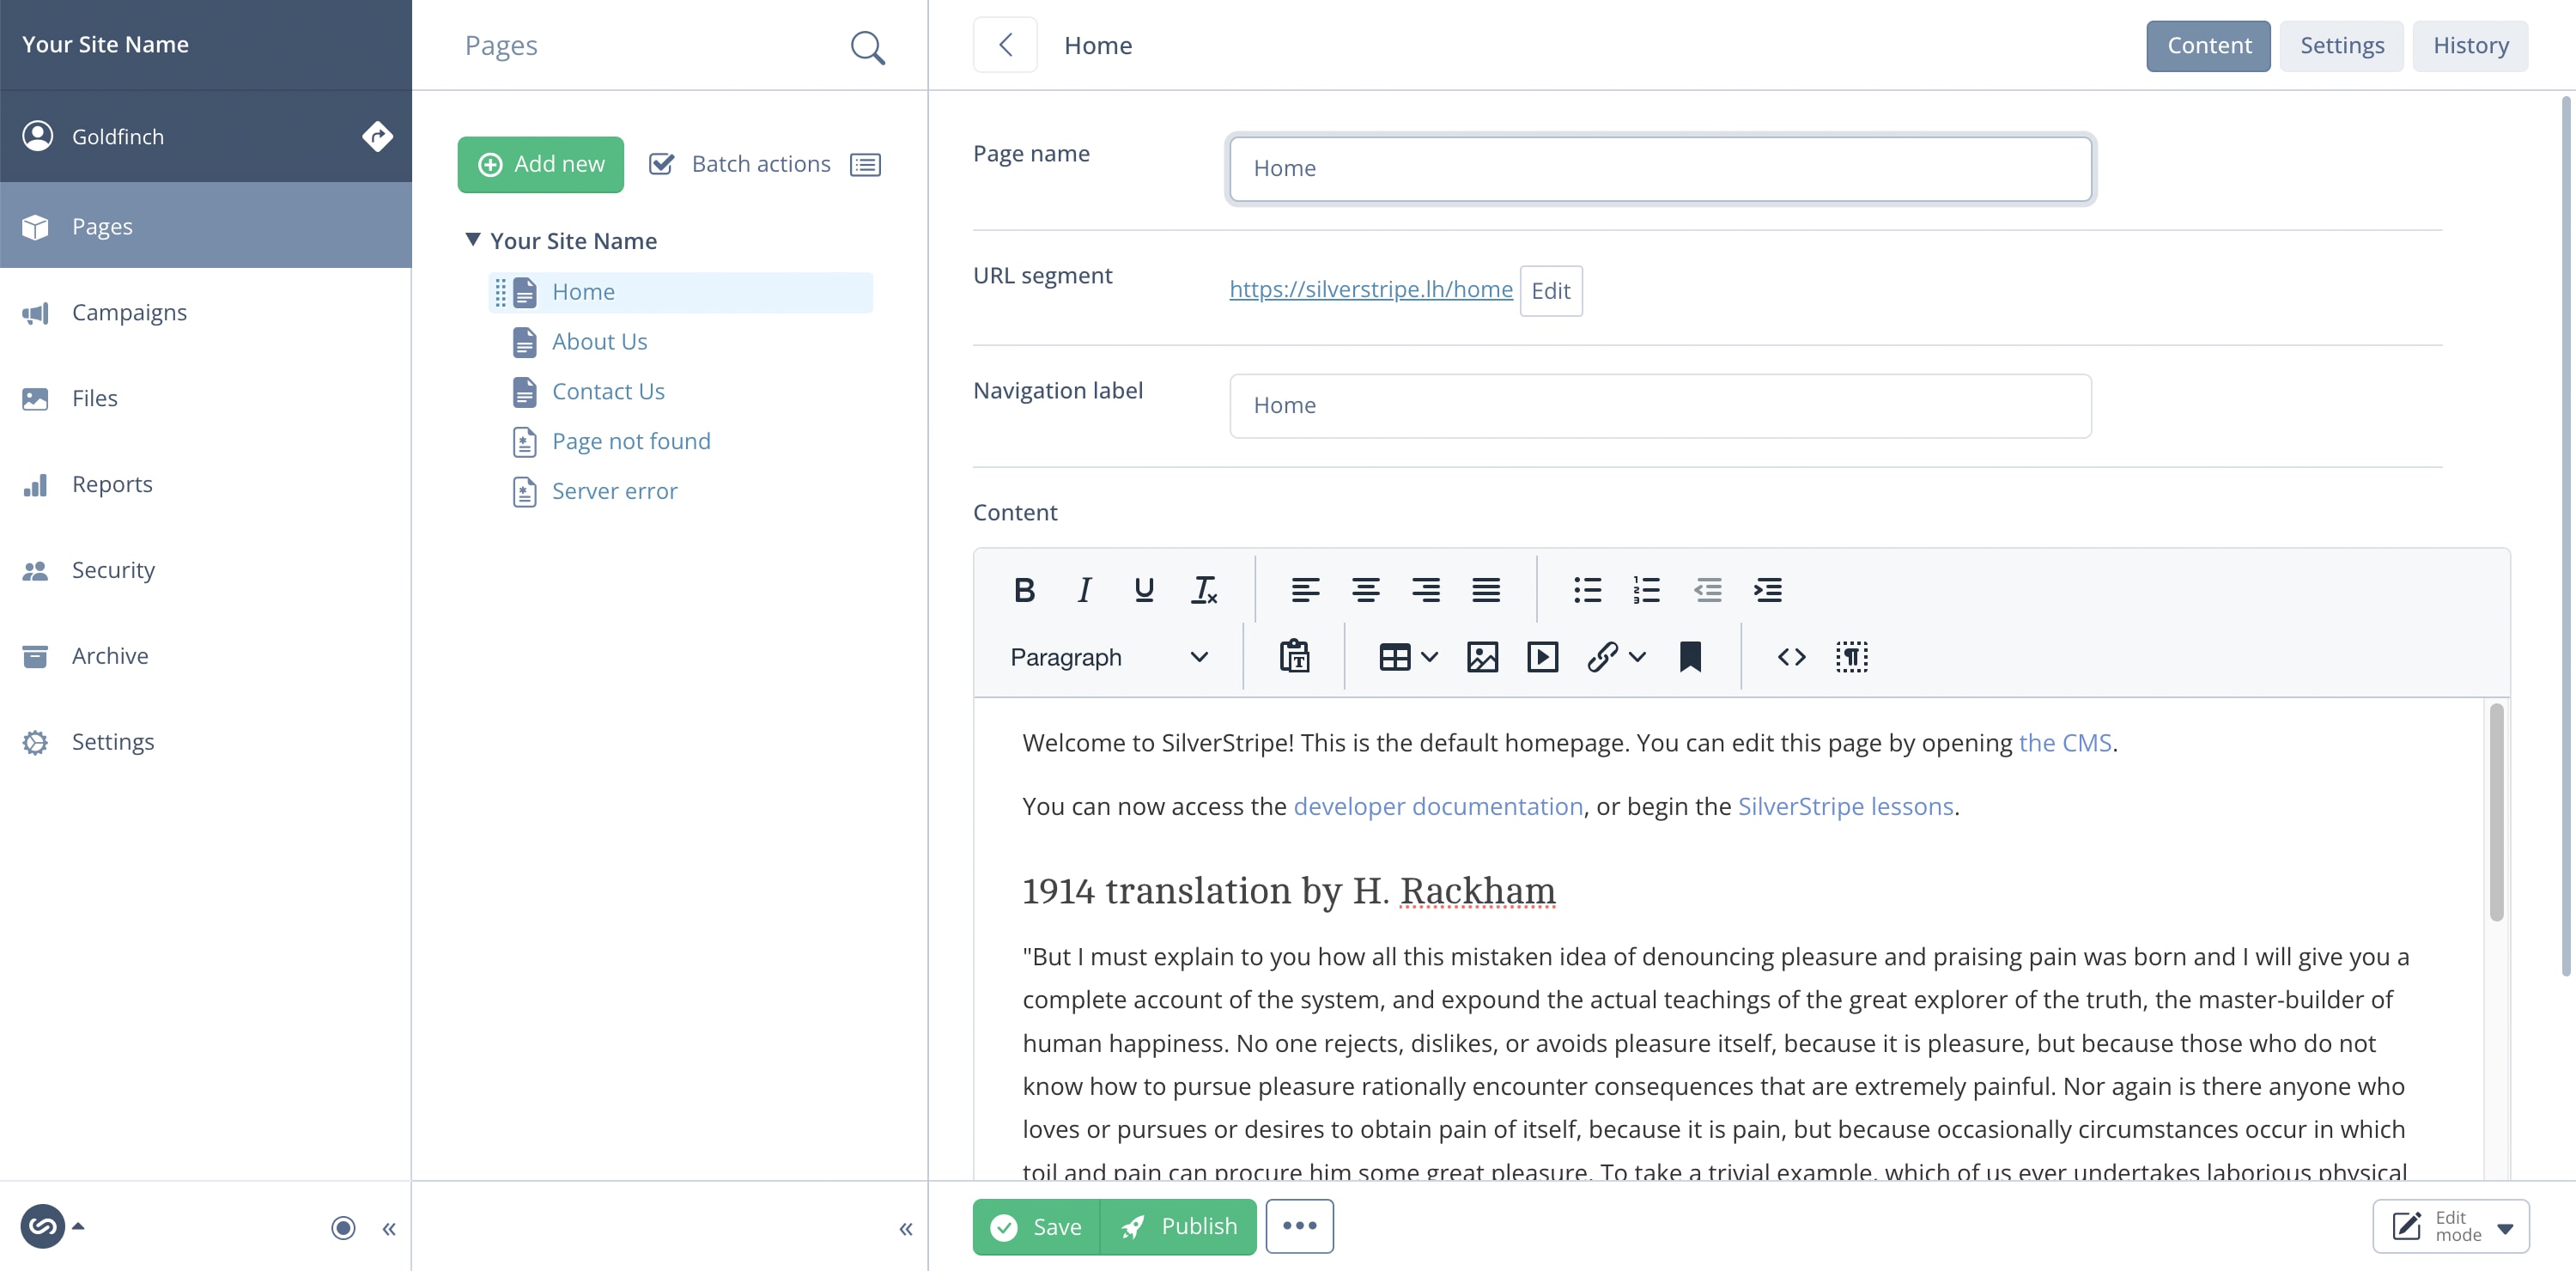 Your Site Name
Goldfinch
Pages
Campaigns
Files
Reports
Security
Archive
Settings
Pages
Add new
Batch actions
Your Site Name
Home
About Us
Contact Us
Page not found
Server error
Home
Content
Settings
History
Page name
Home
URL segment
https://silverstripe.lh/home
Edit
Navigation label
Home
Content
Paragraph
Welcome to SilverStripe! This is the default homepage. You can edit this page by opening the CMS.
You can now access the developer documentation, or begin the SilverStripe lessons.
1914 translation by H. Rackham
"But I must explain to you how all this mistaken idea of denouncing pleasure and praising pain was born and I will give you a
complete account of the system, and expound the actual teachings of the great explorer of the truth, the master-builder of
human happiness. No one rejects, dislikes, or avoids pleasure itself, because it is pleasure, but because those who do not
know how to pursue pleasure rationally encounter consequences that are extremely painful. Nor again is there anyone who
loves or pursues or desires to obtain pain of itself, because it is pain, but because occasionally circumstances occur in which
toil and pain can procure him some great pleasure. To take a trivial example, which of us ever undertakes laborious physical
Save
Publish
Edit
mode